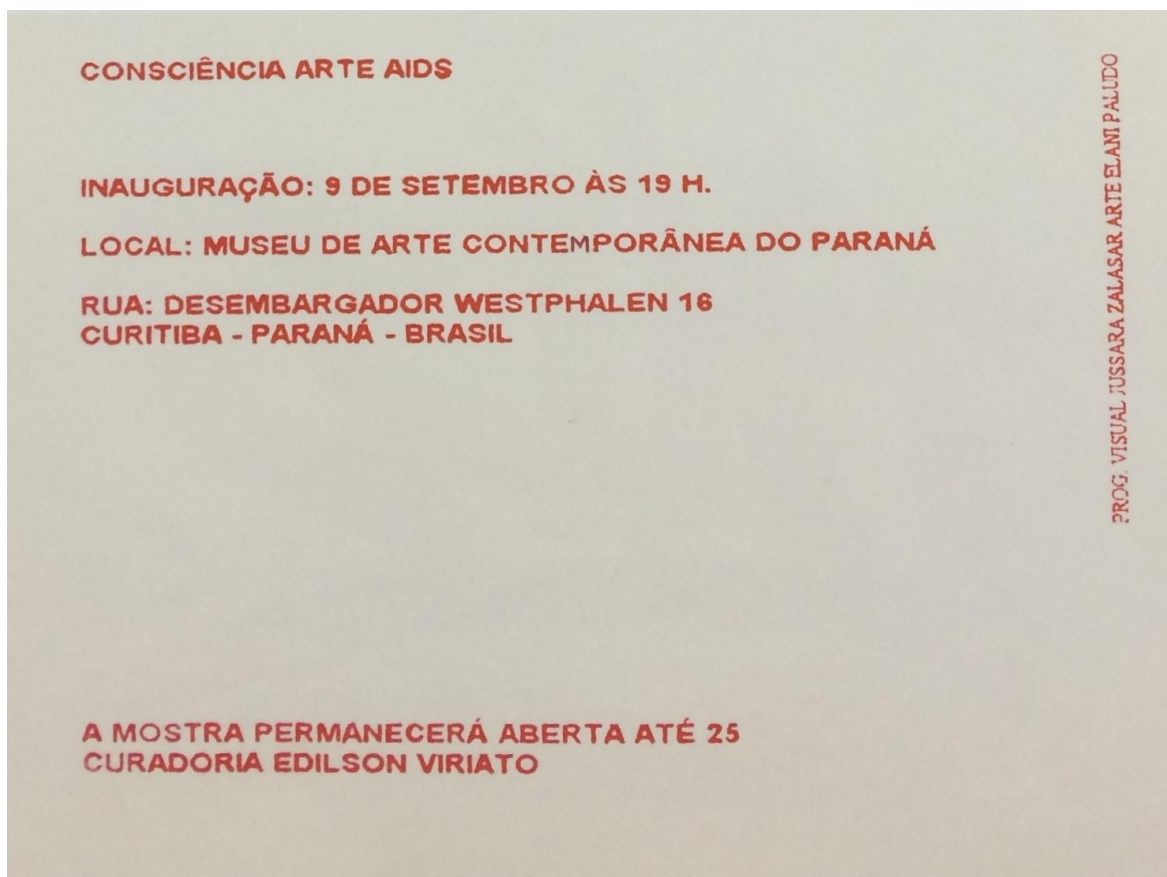 CONSCIÊNCIA ARTE AIDS
INAUGURAÇÃO: 9 DE SETEMBRO ÀS 19 H.
LOCAL: MUSEU DE ARTE CONTEMPORÂNEA DO PARANÁ
RUA: DESEMBARGADOR WESTPHALEN 16
CURITIBA - PARANÁ - BRASIL
A MOSTRA PERMANECERÁ ABERTA ATÉ 25
CURADORIA EDILSON VIRIATO
PROG. VISUAL JUSSARA ZALASAR ARTE ELANI PALUDO